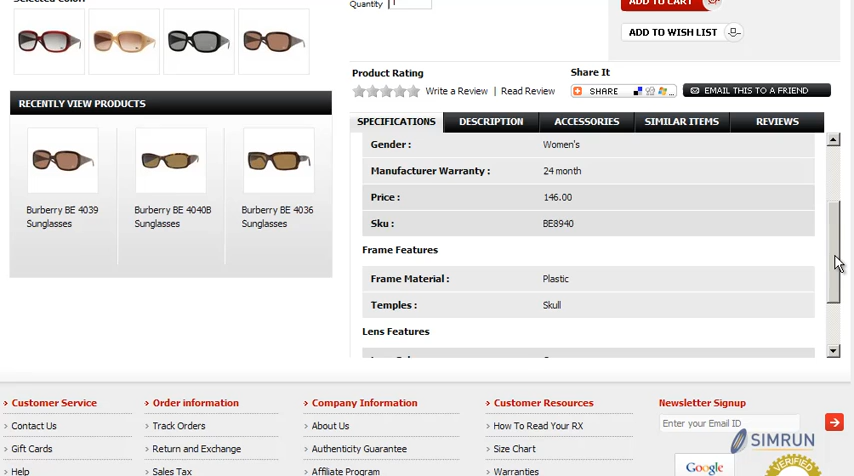 Selected Color:
Quantity 1
ADD TO CART
ADD TO WISH LIST
Product Rating
Write a Review | Read Review
Share It
SHARE
EMAIL THIS TO A FRIEND
RECENTLY VIEW PRODUCTS
Burberry BE 4039
Sunglasses
Burberry BE 4040B
Sunglasses
Burberry BE 4036
Sunglasses
SPECIFICATIONS DESCRIPTION ACCESSORIES SIMILAR ITEMS REVIEWS
Gender : Women's
Manufacturer Warranty : 24 month
Price : 146.00
Sku : BE8940
Frame Features
Frame Material : Plastic
Temples : Skull
Lens Features
Customer Service
Contact Us
Gift Cards
Help
Order information
Track Orders
Return and Exchange
Sales Tax
Company Information
About Us
Authenticity Guarantee
Affiliate Program
Customer Resources
How To Read Your RX
Size Chart
Warranties
Newsletter Signup
Enter your Email ID
SIMRUN
Google
VERIFIED